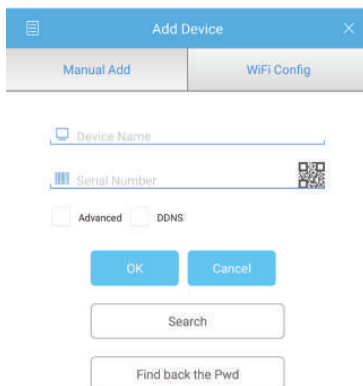 Add Device
Manual Add
WiFi Config
Device Name
Serial Number
Advanced
DDNS
OK
Cancel
Search
Find back the Pwd